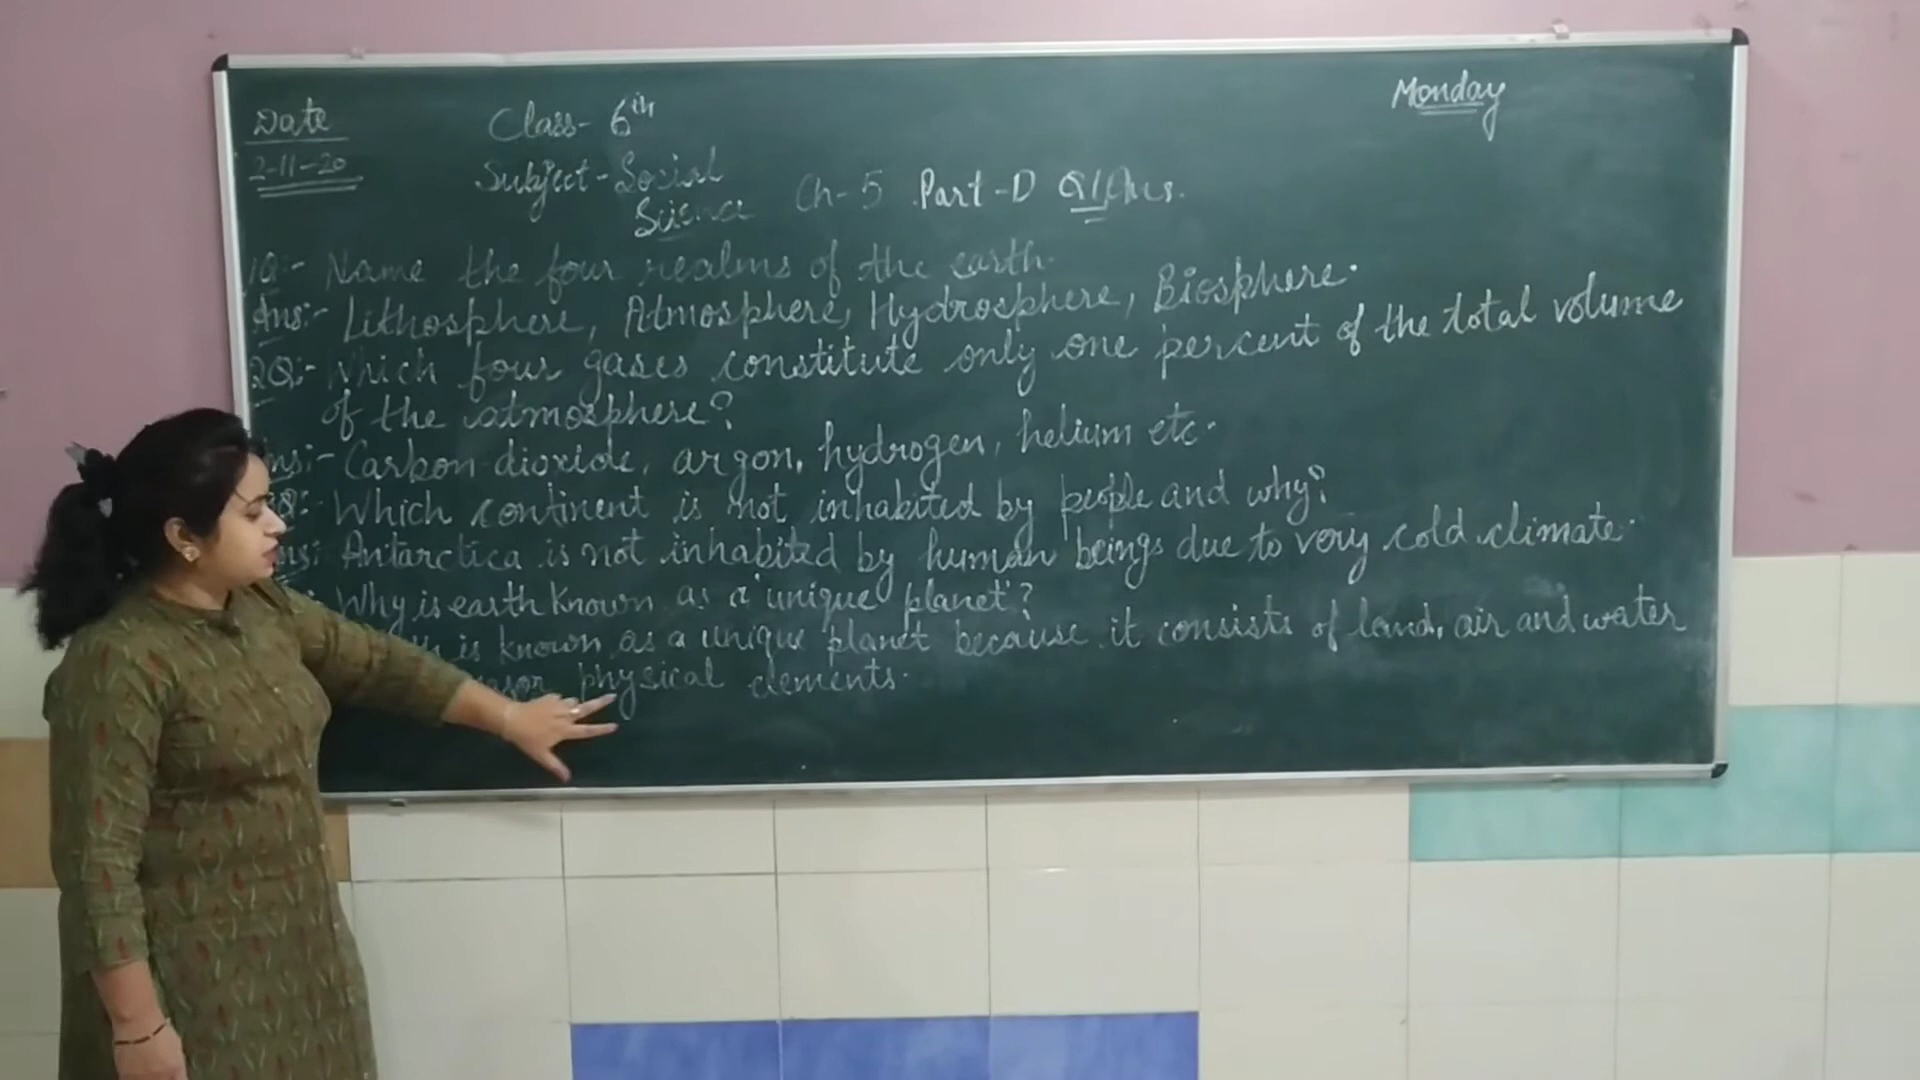 Date
2-11-20
Class- 6th
Monday
Subject- Social
Science
Ch-5 Part-D Q/Ans.
1Q:- Name the four realms of the earth.
Ans:- Lithosphere, Atmosphere, Hydrosphere, Biosphere.
2Q:- Which four gases constitute only one percent of the total volume
of the atmosphere?
ns:- Carbon dioxide, argon, hydrogen, helium etc.
Q:- Which continent is not inhabited by people and why?
ns: Antarctica is not inhabited by human beings due to very cold climate.
: Why is earth known as a unique planet?
is known as a unique planet because it consists of land, air and water
physical elements.